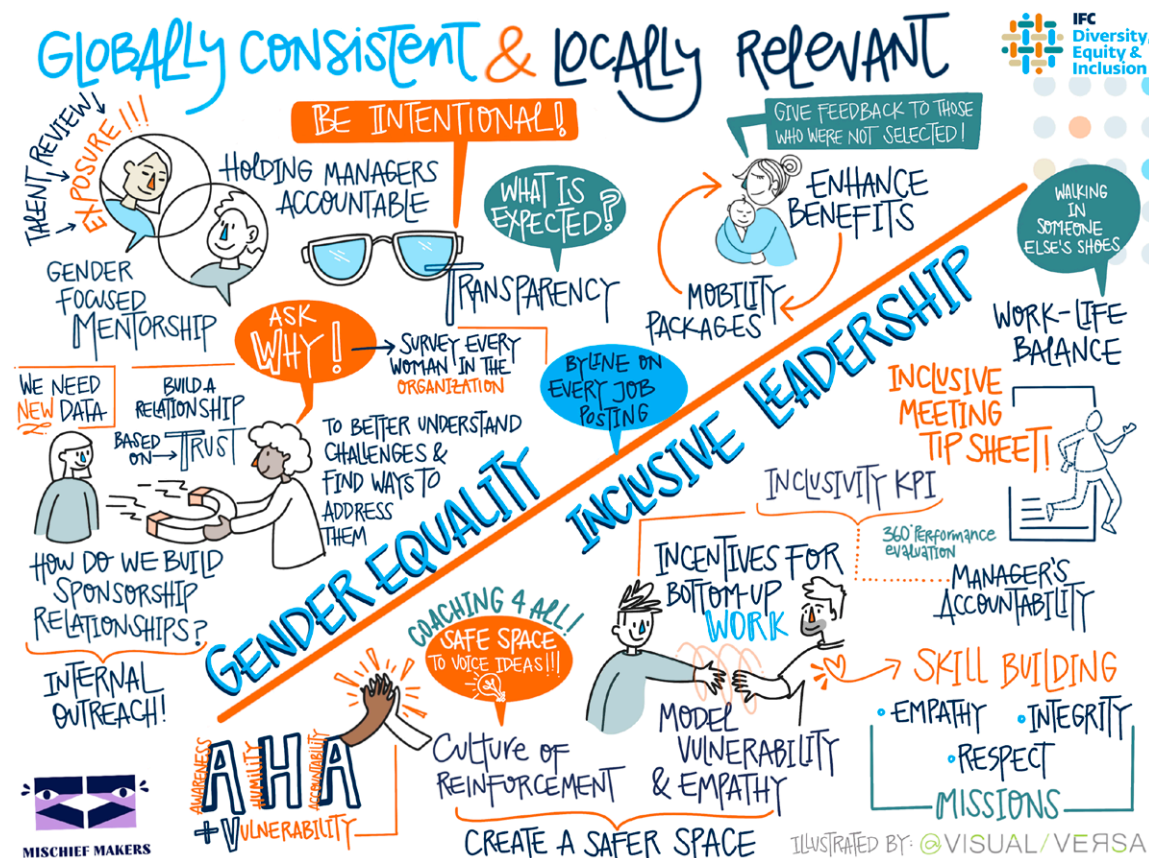 GLOBALLY CONSISTENT & LOCALLY RELEVANT
IFC
Diversity,
Equity &
Inclusion
TALENT REVIEW
EXPOSURE!!!
GENDER
FOCUSED
MENTORSHIP
HOLDING MANAGERS
ACCOUNTABLE
BE INTENTIONAL!
WHAT IS
EXPECTED?
TRANSPARENCY
GIVE FEEDBACK TO THOSE
WHO WERE NOT SELECTED!
ENHANCE
BENEFITS
MOBILITY
PACKAGES
WALKING
IN
SOMEONE
ELSE'S SHOES
WORK-LIFE
BALANCE
ASK
WHY!
SURVEY EVERY
WOMAN IN THE
ORGANIZATION
TO BETTER UNDERSTAND
CHALLENGES &
FIND WAYS TO
ADDRESS
THEM
WE NEED
NEW DATA
BUILD A
RELATIONSHIP
BASED
ON
TRUST
HOW DO WE BUILD
SPONSORSHIP
RELATIONSHIPS?
INTERNAL
OUTREACH!
BYLINE ON
EVERY JOB
POSTING
GENDER EQUALITY
INCLUSIVE LEADERSHIP
INCLUSIVE
MEETING
TIP SHEET!
INCLUSIVITY KPI
360° PERFORMANCE
evaluation
MANAGER'S
ACCOUNTABILITY
INCENTIVES FOR
BOTTOM-UP
WORK
COACHING 4 ALL!
SAFE SPACE
TO VOICE IDEAS!!!
CULTURE OF
REINFORCEMENT
MODEL
VULNERABILITY
& EMPATHY
CREATE A SAFER SPACE
SKILL BUILDING
EMPATHY
INTEGRITY
RESPECT
MISSIONS
AWARENESS
HUMILITY
ACCOUNTABILITY
AHA
+VULNERABILITY
MISCHIEF MAKERS
ILLUSTRATED BY: @VISUAL/VERSA